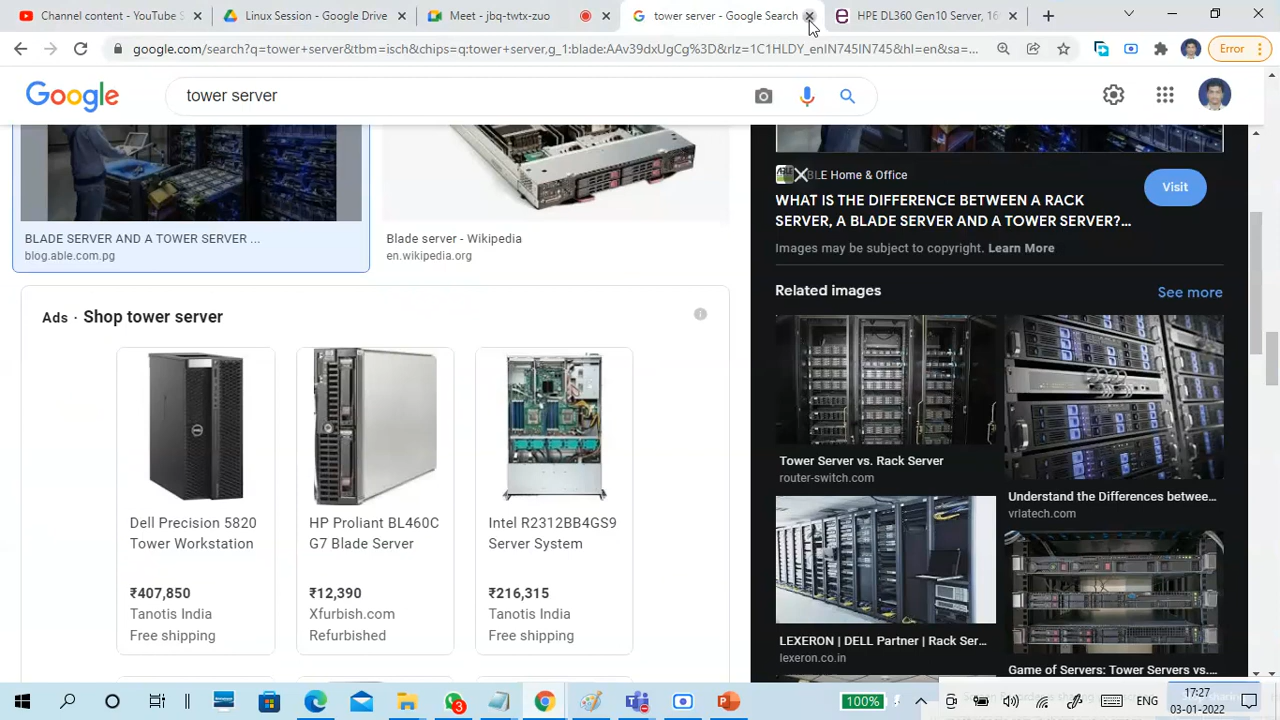 Channel content - YouTube S
Linux Session - Google Drive
Meet - jbq-twtx-zuo
tower server - Google Search
HPE DL360 Gen10 Server, 16
google.com/search?q=tower+server&tbm=isch&chips=q:tower+server,g_1:blade:AAv39dxUgCg%3D&rlz=1C1HLDY_enIN745IN745&hl=en&sa=...
Error
Google
tower server
BLADE SERVER AND A TOWER SERVER ...
blog.able.com.pg
Blade server - Wikipedia
en.wikipedia.org
Ads · Shop tower server
Dell Precision 5820
Tower Workstation
₹407,850
Tanotis India
Free shipping
HP Proliant BL460C
G7 Blade Server
₹12,390
Xfurbish.com
Refurbished
Intel R2312BB4GS9
Server System
₹216,315
Tanotis India
Free shipping
BLE Home & Office
WHAT IS THE DIFFERENCE BETWEEN A RACK
SERVER, A BLADE SERVER AND A TOWER SERVER?...
Visit
Images may be subject to copyright. Learn More
Related images
See more
Tower Server vs. Rack Server
router-switch.com
Understand the Differences betwee...
vrlatech.com
LEXERON | DELL Partner | Rack Ser...
lexeron.co.in
Game of Servers: Tower Servers vs....
3
100%
ENG
17:27
03-01-2022